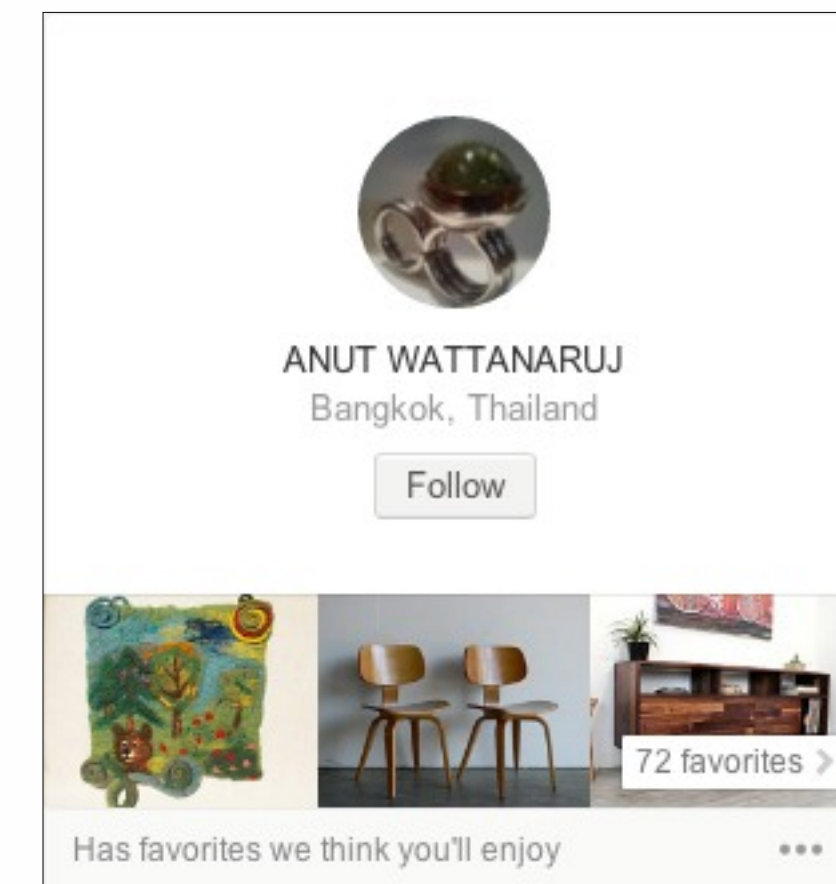 ANUT WATTANARUJ
Bangkok, Thailand
Follow
72 favorites
Has favorites we think you'll enjoy